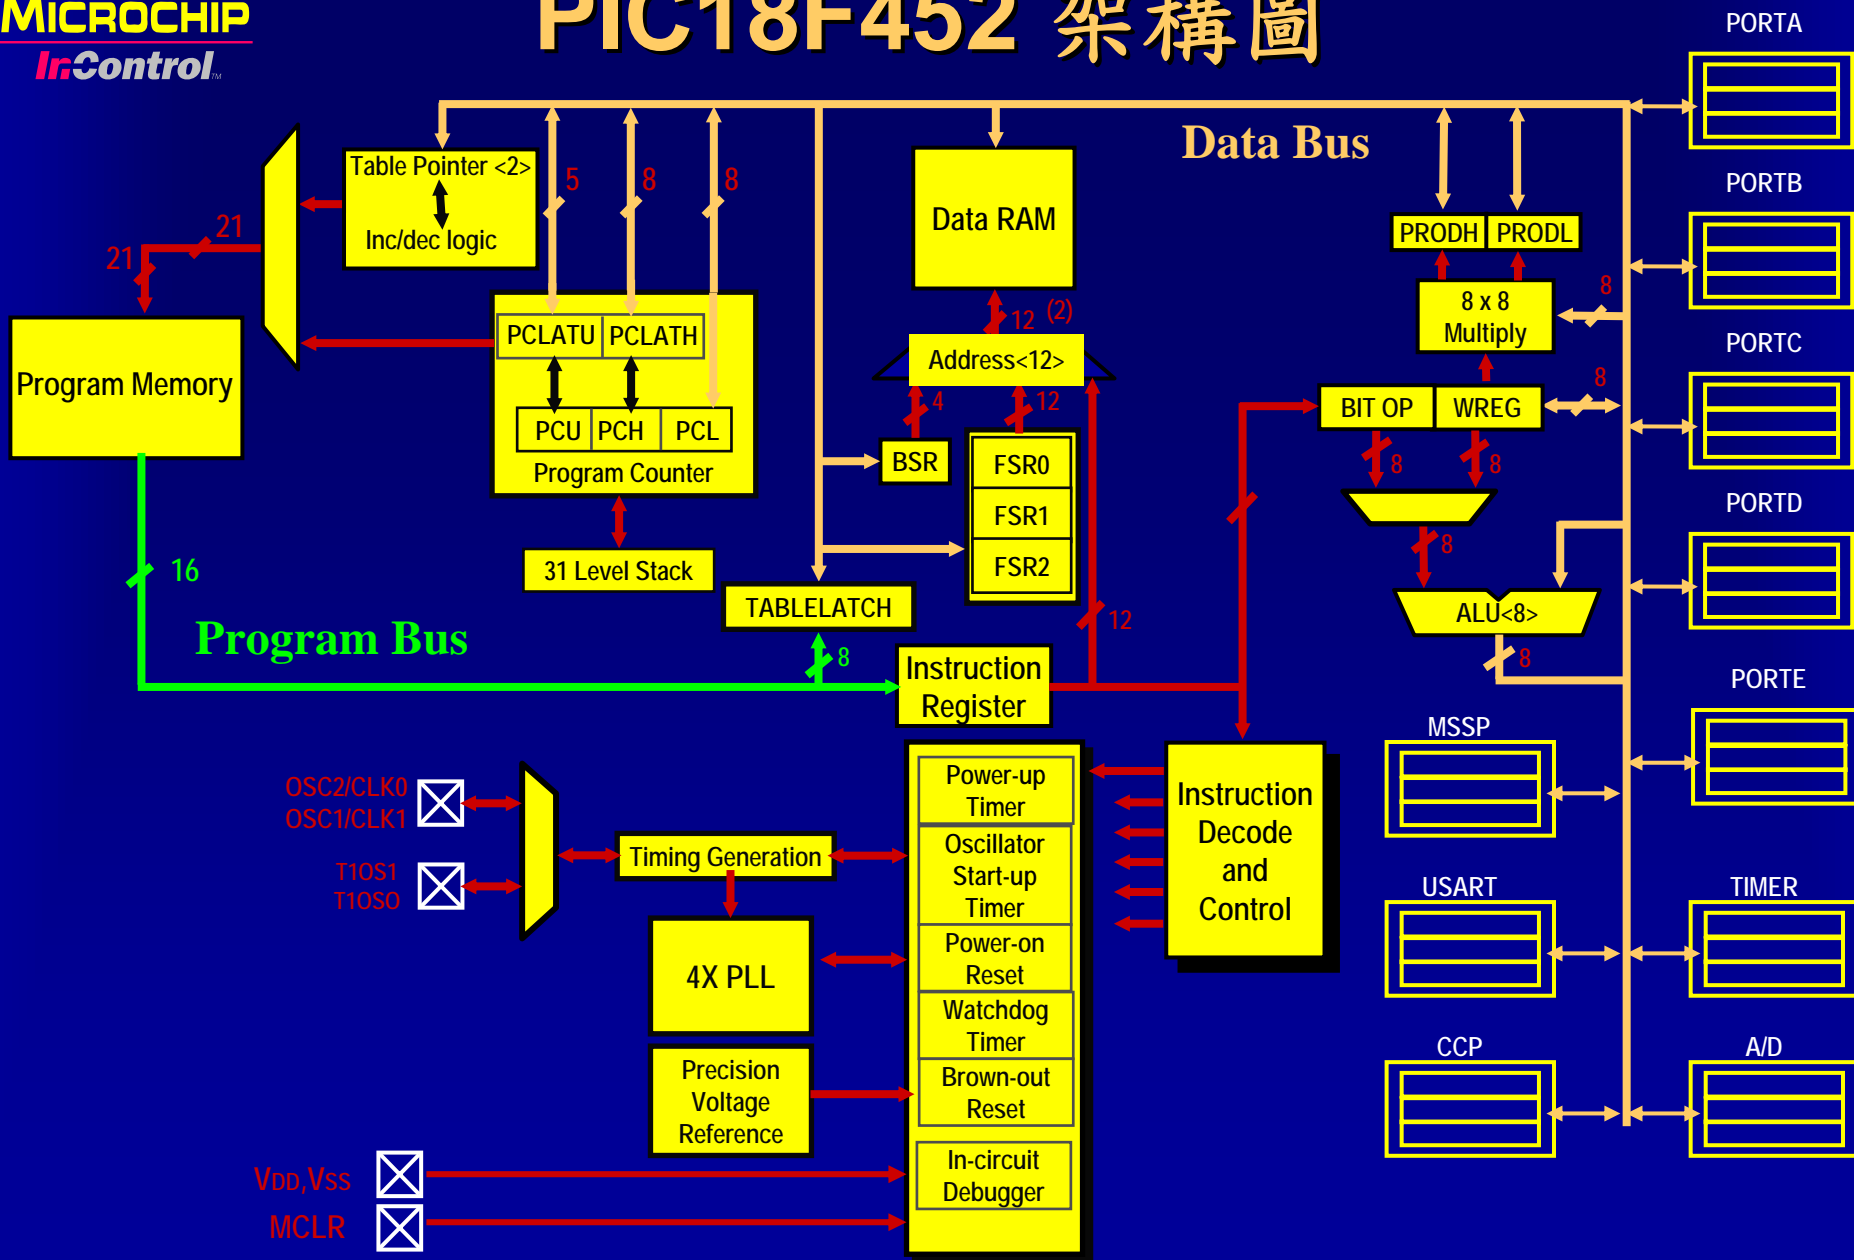 MICROCHIP
In-Control™
PIC18F452 架構圖
PORTA
Data Bus
Table Pointer <2>
Inc/dec logic
5
8
8
21
21
Data RAM
PORTB
PRODH PRODL
8 x 8
Multiply
8
12 (2)
PCLATU PCLATH
Address<12>
PORTC
Program Memory
4
12
8
BIT OP WREG
PCU PCH PCL
Program Counter
BSR
FSR0
FSR1
FSR2
8
8
PORTD
8
31 Level Stack
16
TABLELATCH
12
ALU<8>
Program Bus
8
8
Instruction
Register
PORTE
MSSP
OSC2/CLK0
OSC1/CLK1
T1OS1
T1OSO
Timing Generation
4X PLL
Precision
Voltage
Reference
Power-up
Timer
Oscillator
Start-up
Timer
Power-on
Reset
Watchdog
Timer
Brown-out
Reset
In-circuit
Debugger
Instruction
Decode
and
Control
USART
TIMER
CCP
A/D
VDD,VSS
MCLR